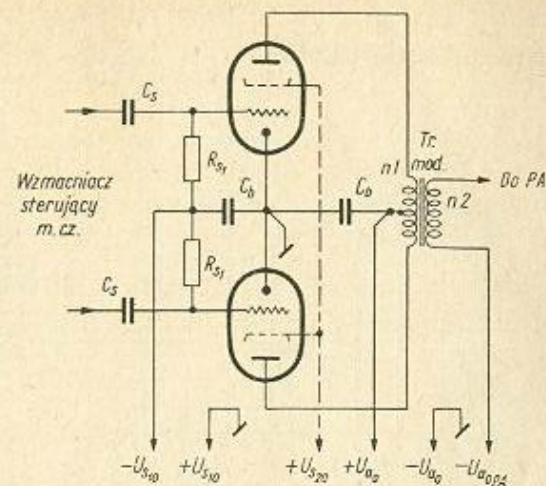 C_s
R_s1
Wzmacniacz
sterujący
m.cz.
C_b
C_b
Tr.
mod.
n1
n2
Do PA
R_s1
C_s
-U_s10 +U_s10 +U_s20 +U_a0 -U_a0 -U_a0PA